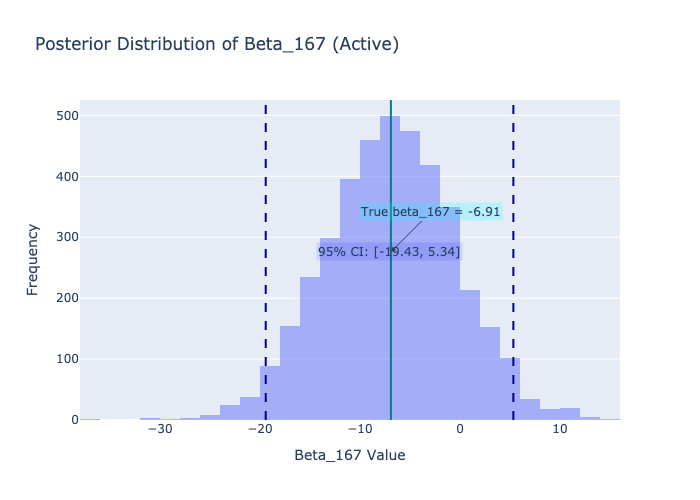 Posterior Distribution of Beta_167 (Active)
500
400
300
200
100
0
Frequency
True beta_167 = -6.91
95% CI: [-19.43, 5.34]
−30
−20
−10
0
10
Beta_167 Value